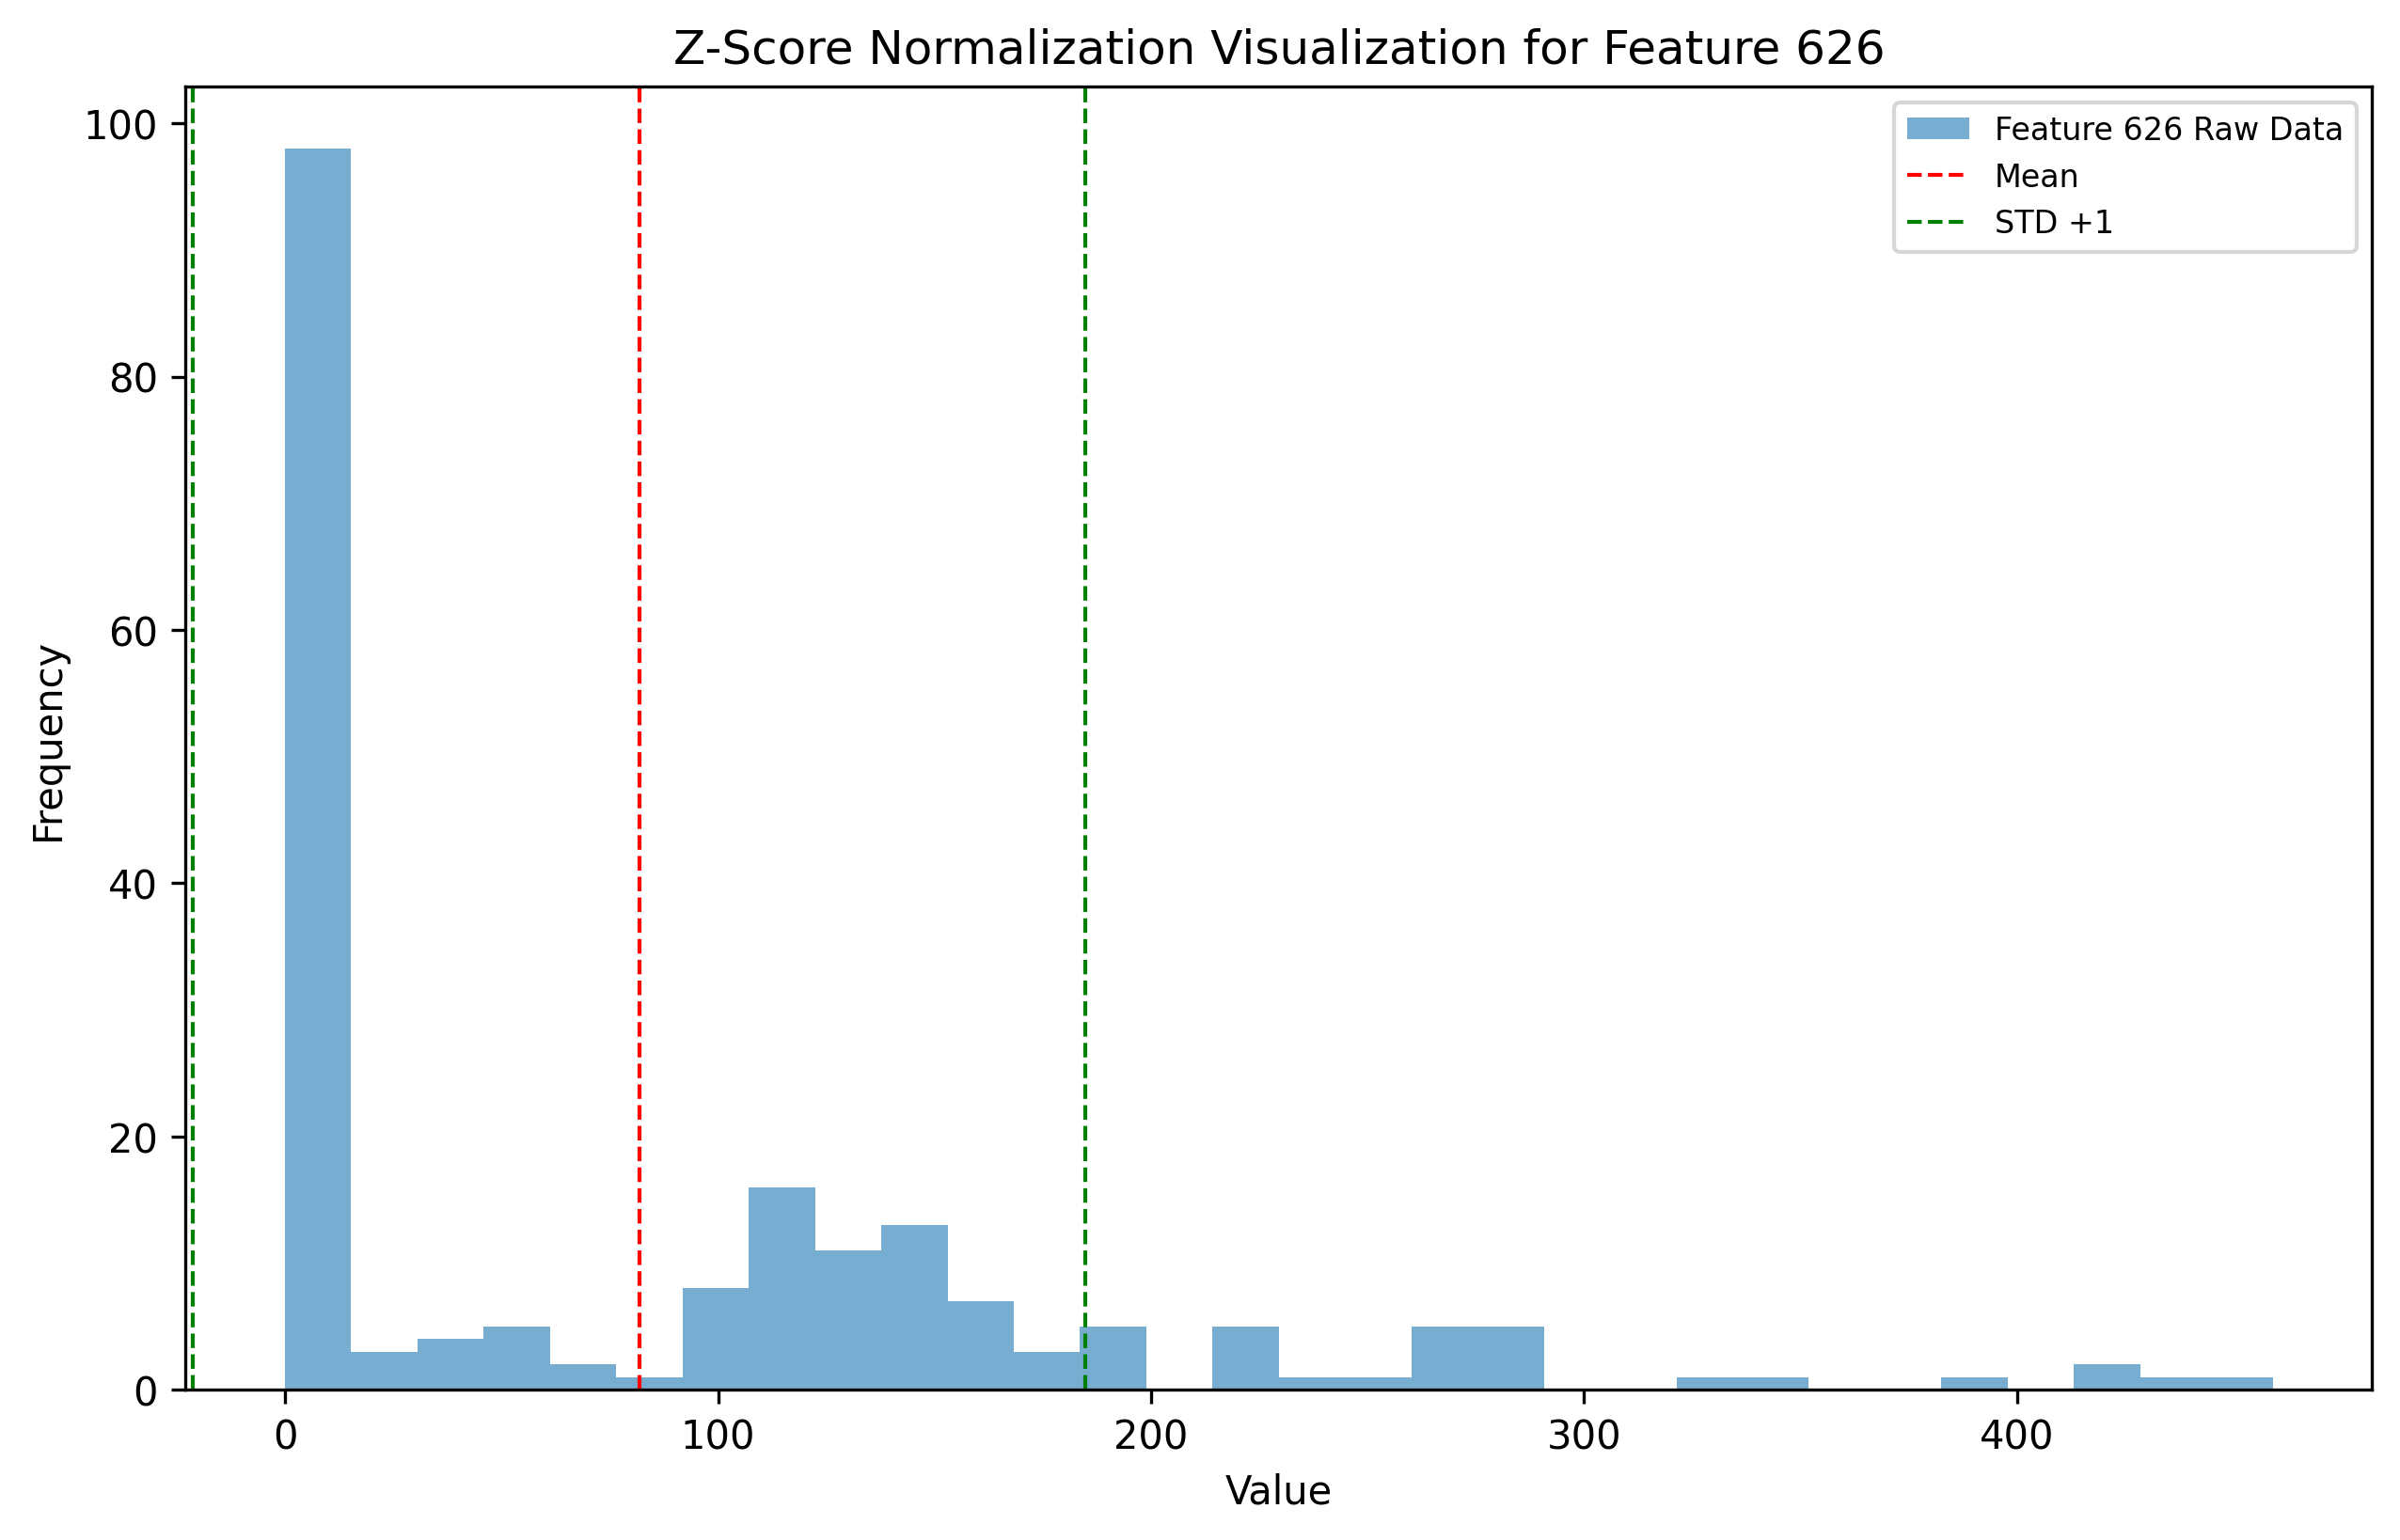 Z-Score Normalization Visualization for Feature 626
Feature 626 Raw Data
Mean
STD +1
100
80
60
40
20
0
Frequency
0 100 200 300 400
Value